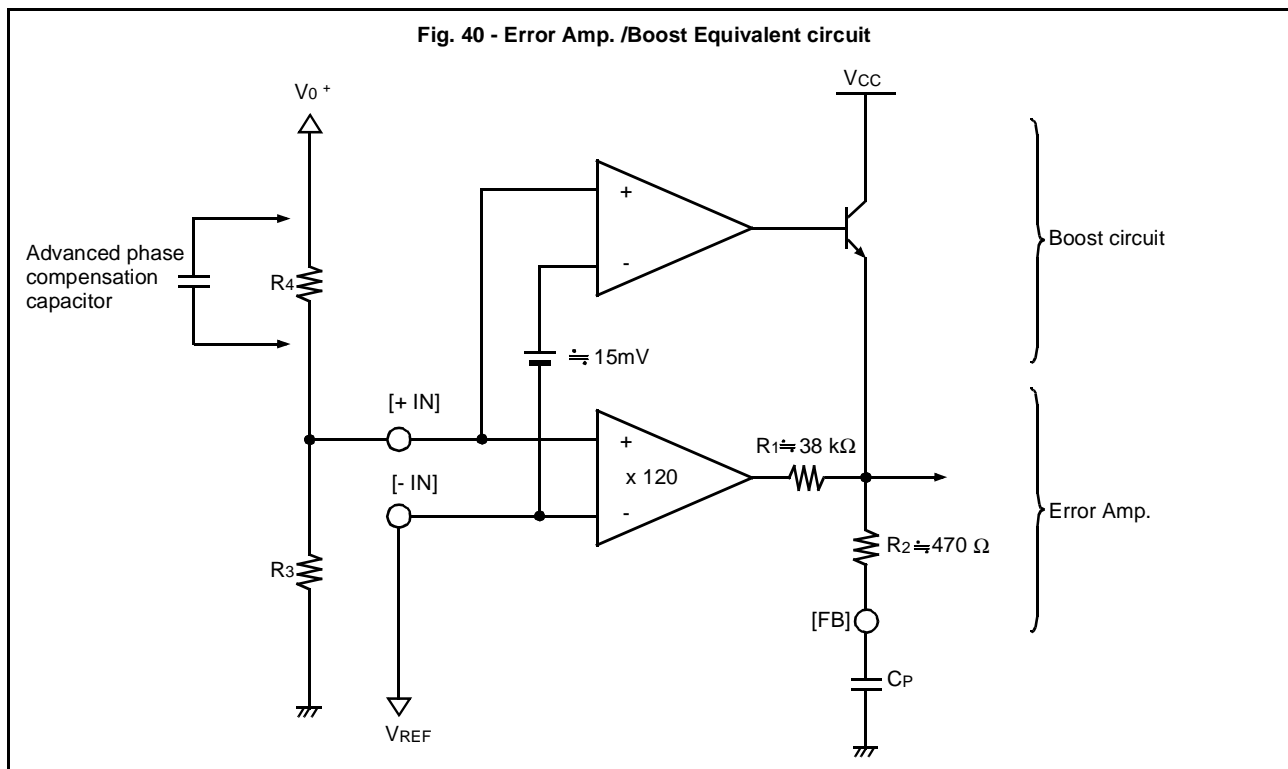 Fig. 40 - Error Amp. /Boost Equivalent circuit
V0 +
VCC
Advanced phase
compensation
capacitor
R4
+
-
Boost circuit
≒ 15mV
[+ IN]
[- IN]
+
x 120
-
R1≒38 kΩ
Error Amp.
R2≒470 Ω
R3
[FB]
CP
VREF